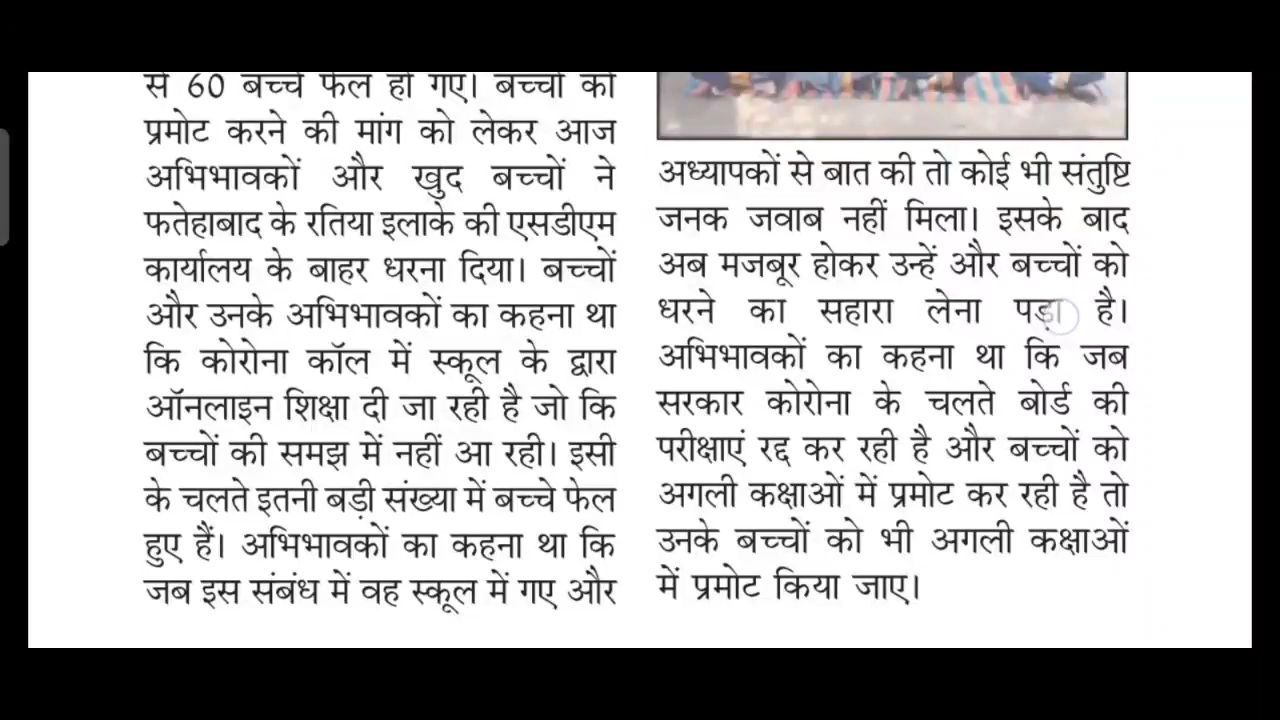 से 60 बच्चे फेल हो गए। बच्चों को
प्रमोट करने की मांग को लेकर आज
अभिभावकों और खुद बच्चों ने
फतेहाबाद के रतिया इलाके की एसडीएम
कार्यालय के बाहर धरना दिया। बच्चों
और उनके अभिभावकों का कहना था
कि कोरोना कॉल में स्कूल के द्वारा
ऑनलाइन शिक्षा दी जा रही है जो कि
बच्चों की समझ में नहीं आ रही। इसी
के चलते इतनी बड़ी संख्या में बच्चे फेल
हुए हैं। अभिभावकों का कहना था कि
जब इस संबंध में वह स्कूल में गए और
अध्यापकों से बात की तो कोई भी संतुष्टि
जनक जवाब नहीं मिला। इसके बाद
अब मजबूर होकर उन्हें और बच्चों को
धरने का सहारा लेना पड़ा है।
अभिभावकों का कहना था कि जब
सरकार कोरोना के चलते बोर्ड की
परीक्षाएं रद्द कर रही है और बच्चों को
अगली कक्षाओं में प्रमोट कर रही है तो
उनके बच्चों को भी अगली कक्षाओं
में प्रमोट किया जाए।